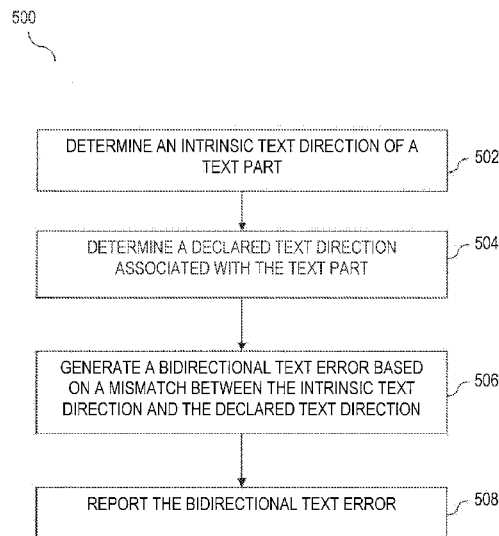 500
DETERMINE AN INTRINSIC TEXT DIRECTION OF A
TEXT PART
502
DETERMINE A DECLARED TEXT DIRECTION
ASSOCIATED WITH THE TEXT PART
504
GENERATE A BIDIRECTIONAL TEXT ERROR BASED
ON A MISMATCH BETWEEN THE INTRINSIC TEXT
DIRECTION AND THE DECLARED TEXT DIRECTION
506
REPORT THE BIDIRECTIONAL TEXT ERROR
508